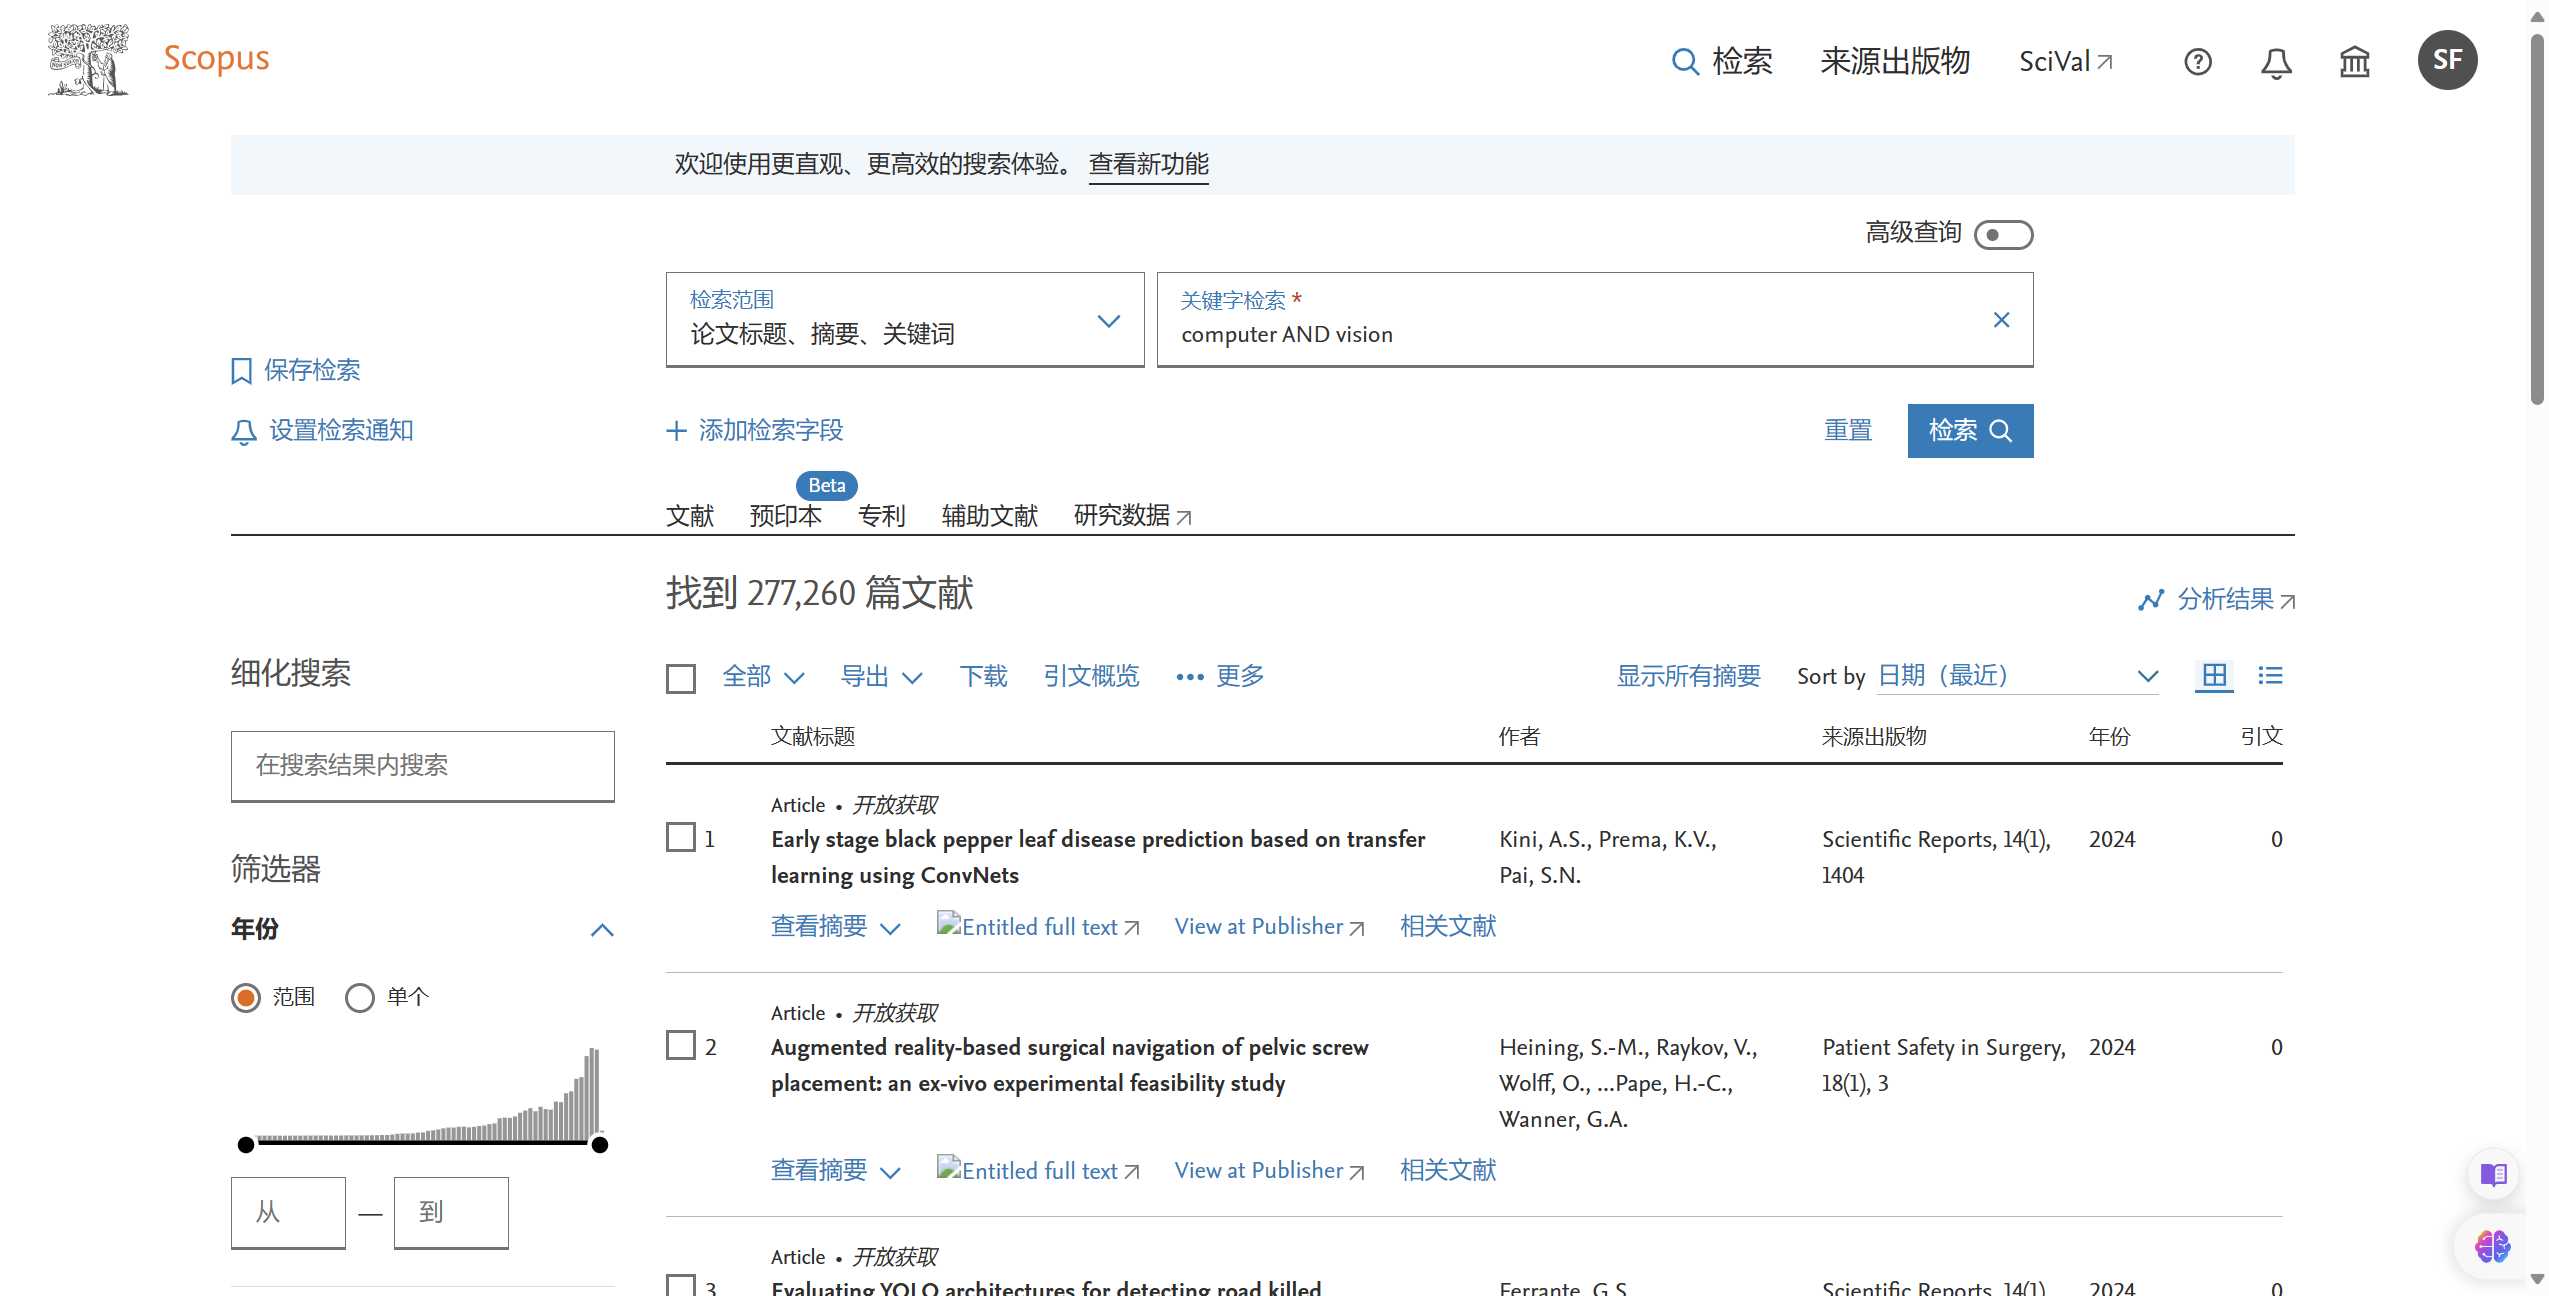 Scopus
检索
来源出版物
SciVal
SF
欢迎使用更直观、更高效的搜索体验。 查看新功能
高级查询
检索范围
论文标题、摘要、关键词
关键字检索 *
computer AND vision
保存检索
设置检索通知
添加检索字段
重置
检索
Beta
文献 预印本 专利 辅助文献 研究数据
找到 277,260 篇文献
分析结果
细化搜索
在搜索结果内搜索
筛选器
年份
范围 单个
从 — 到
全部 导出 下载 引文概览 ••• 更多 显示所有摘要 Sort by 日期（最近）
文献标题 作者 来源出版物 年份 引文
Article • 开放获取
1 Early stage black pepper leaf disease prediction based on transfer Kini, A.S., Prema, K.V., Scientific Reports, 14(1), 2024 0
learning using ConvNets Pai, S.N. 1404
查看摘要 Entitled full text View at Publisher 相关文献
Article • 开放获取
2 Augmented reality-based surgical navigation of pelvic screw Heining, S.-M., Raykov, V., Patient Safety in Surgery, 2024 0
placement: an ex-vivo experimental feasibility study Wolff, O., ...Pape, H.-C., 18(1), 3
Wanner, G.A.
查看摘要 Entitled full text View at Publisher 相关文献
Article • 开放获取
3 Evaluating YOLO architectures for detecting road killed Ferrante, G.S. Scientific Reports, 14(1) 2024 0